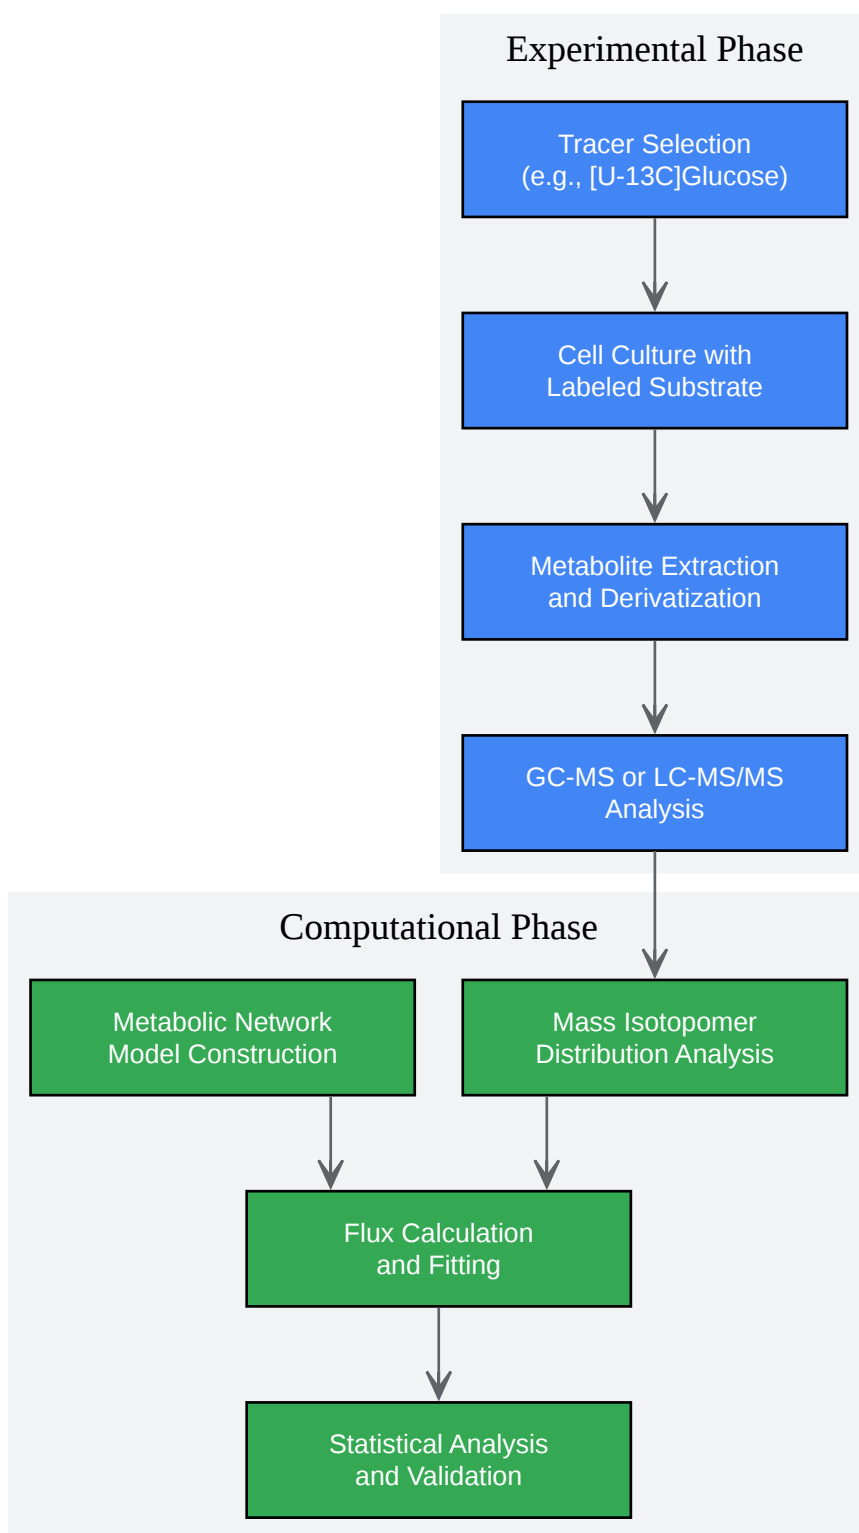 Experimental Phase
Tracer Selection
(e.g., [U-13C]Glucose)
Cell Culture with
Labeled Substrate
Metabolite Extraction
and Derivatization
GC-MS or LC-MS/MS
Analysis
Computational Phase
Metabolic Network
Model Construction
Mass Isotopomer
Distribution Analysis
Flux Calculation
and Fitting
Statistical Analysis
and Validation